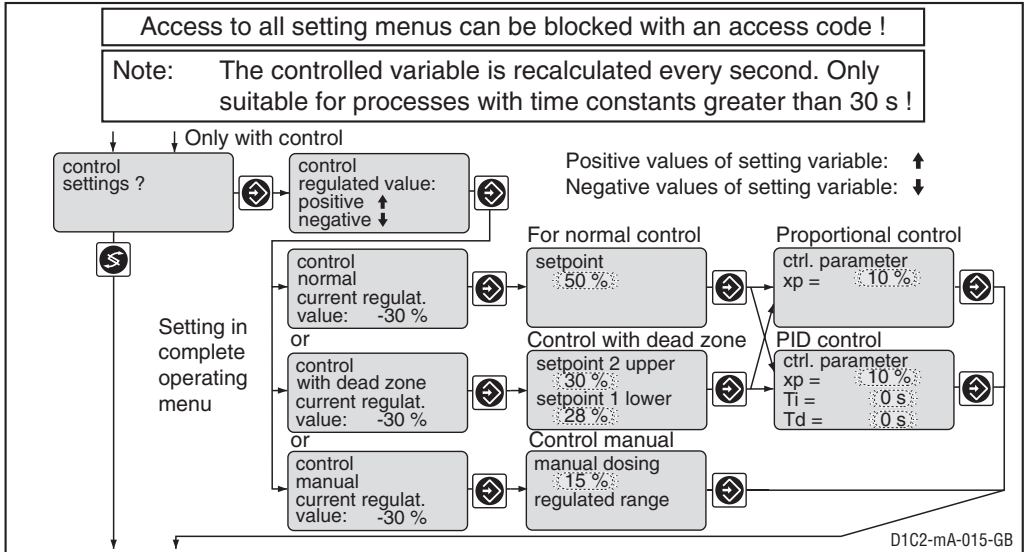 Access to all setting menus can be blocked with an access code !
Note: The controlled variable is recalculated every second. Only
suitable for processes with time constants greater than 30 s !
Only with control
control
settings ?
control
regulated value:
positive ⬆
negative ⬇
Positive values of setting variable: ⬆
Negative values of setting variable: ⬇
control
normal
current regulat.
value: -30 %
For normal control
setpoint
50 %
Proportional control
ctrl. parameter
xp = 10 %
Setting in
complete
operating
menu
or
control
with dead zone
current regulat.
value: -30 %
Control with dead zone
setpoint 2 upper
30 %
setpoint 1 lower
28 %
PID control
ctrl. parameter
xp = 10 %
Ti = 0 s
Td = 0 s
or
control
manual
current regulat.
value: -30 %
Control manual
manual dosing
15 %
regulated range
D1C2-mA-015-GB